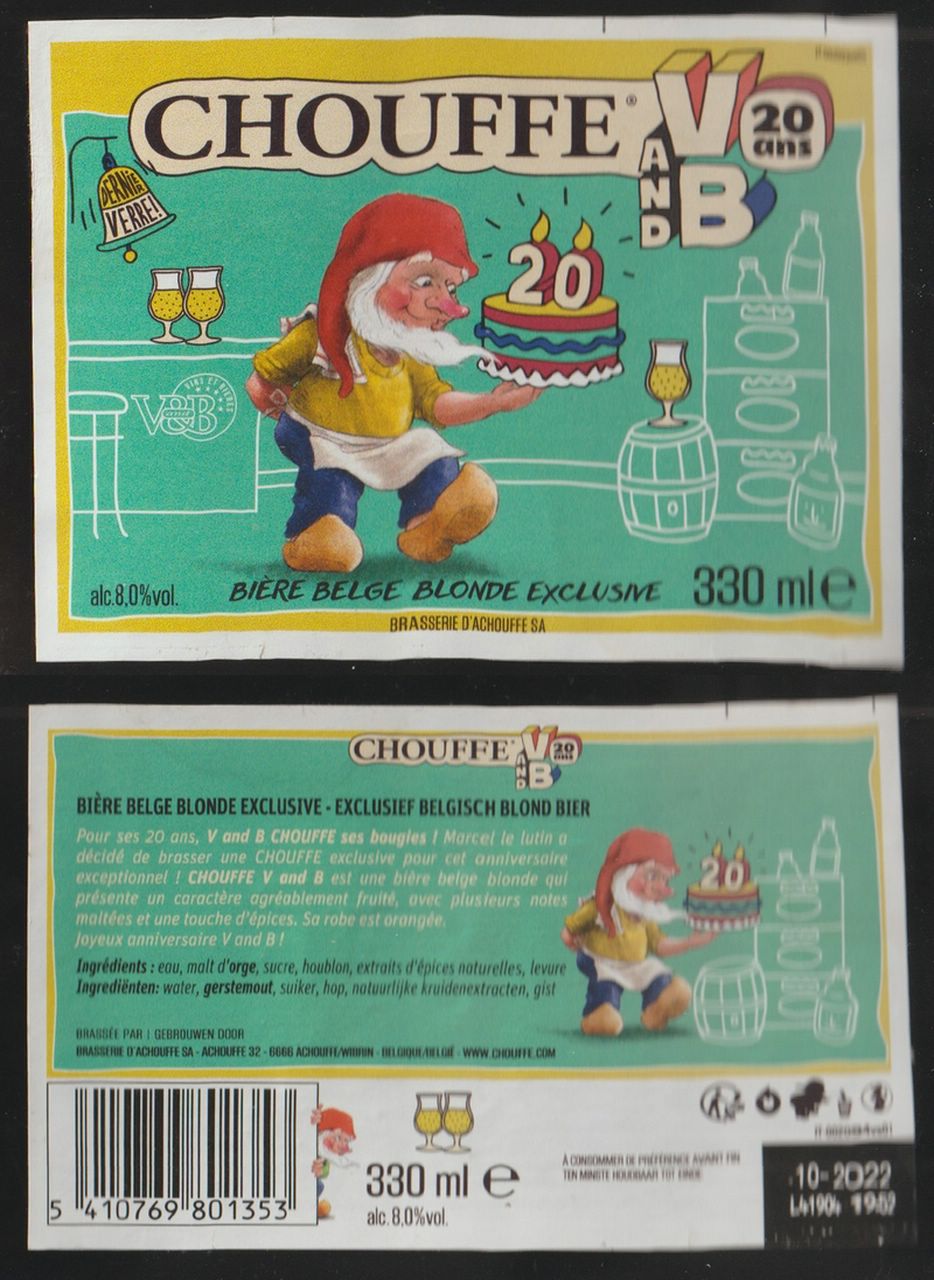 CHOUFFE® V AND B 20 ans
DERNIER VERRE!
20
V and B VINS ET BIÈRES
alc.8,0%vol.
BIÈRE BELGE BLONDE EXCLUSIVE
330 ml e
BRASSERIE D'ACHOUFFE SA
CHOUFFE V AND B 20 ans
BIÈRE BELGE BLONDE EXCLUSIVE - EXCLUSIEF BELGISCH BLOND BIER
Pour ses 20 ans, V and B CHOUFFE ses bougies ! Marcel le lutin a
décidé de brasser une CHOUFFE exclusive pour cet anniversaire
exceptionnel ! CHOUFFE V and B est une bière belge blonde qui
présente un caractère agréablement fruité, avec plusieurs notes
maltées et une touche d'épices. Sa robe est orangée.
Joyeux anniversaire V and B !
20
Ingrédients : eau, malt d'orge, sucre, houblon, extraits d'épices naturelles, levure
Ingrediënten: water, gerstemout, suiker, hop, natuurlijke kruidenextracten, gist
BRASSÉE PAR | GEBROUWEN DOOR
BRASSERIE D'ACHOUFFE SA - ACHOUFFE 32 - 6666 ACHOUFFE/WIBRIN - BELGIQUE/BELGIË - WWW.CHOUFFE.COM
5 410769 801353
330 ml e
alc.8,0%vol.
À CONSOMMER DE PRÉFÉRENCE AVANT FIN
TEN MINSTE HOUDBAAR TOT EINDE
10-2022